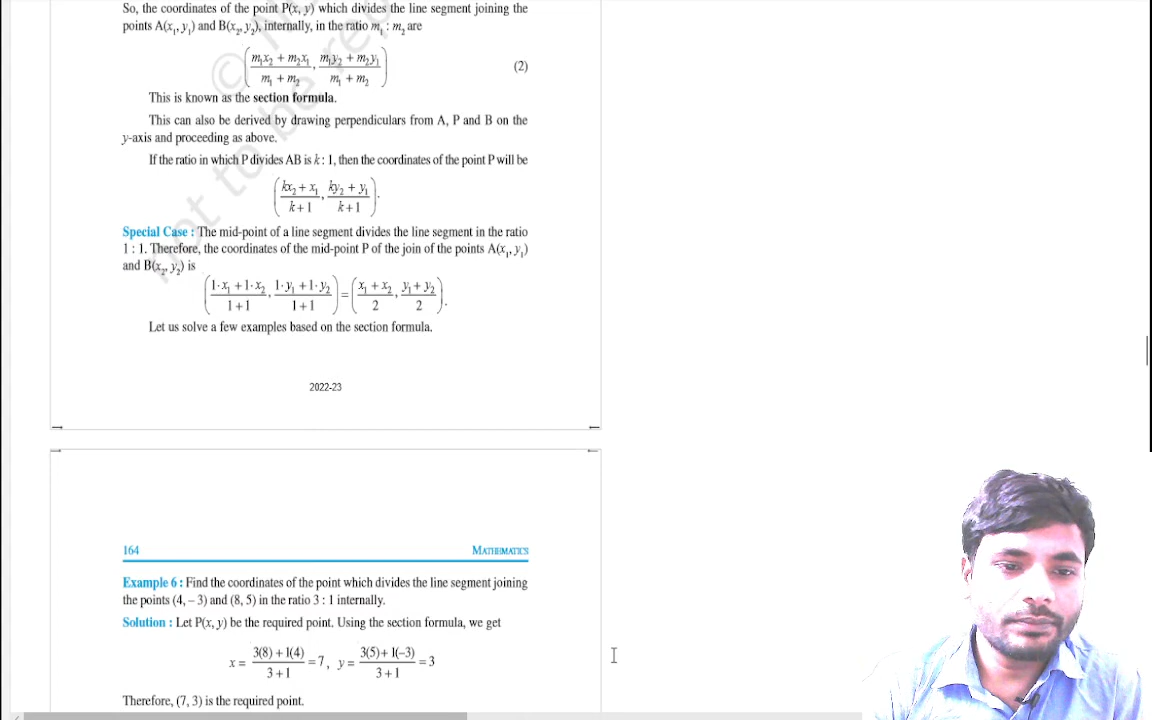 So, the coordinates of the point P(x, y) which divides the line segment joining the
points A(x₁, y₁) and B(x₂, y₂), internally, in the ratio m₁ : m₂ are
( (m₁x₂ + m₂x₁)/(m₁ + m₂), (m₁y₂ + m₂y₁)/(m₁ + m₂) ) (2)
This is known as the section formula.
This can also be derived by drawing perpendiculars from A, P and B on the
y-axis and proceeding as above.
If the ratio in which P divides AB is k : 1, then the coordinates of the point P will be
( (kx₂ + x₁)/(k + 1), (ky₂ + y₁)/(k + 1) ).
Special Case : The mid-point of a line segment divides the line segment in the ratio
1 : 1. Therefore, the coordinates of the mid-point P of the join of the points A(x₁, y₁)
and B(x₂, y₂) is
( (1·x₁ + 1·x₂)/(1 + 1), (1·y₁ + 1·y₂)/(1 + 1) ) = ( (x₁ + x₂)/2, (y₁ + y₂)/2 ).
Let us solve a few examples based on the section formula.
2022-23
164 MATHEMATICS
Example 6 : Find the coordinates of the point which divides the line segment joining
the points (4, – 3) and (8, 5) in the ratio 3 : 1 internally.
Solution : Let P(x, y) be the required point. Using the section formula, we get
x = (3(8) + 1(4))/(3 + 1) = 7, y = (3(5) + 1(–3))/(3 + 1) = 3
Therefore, (7, 3) is the required point.